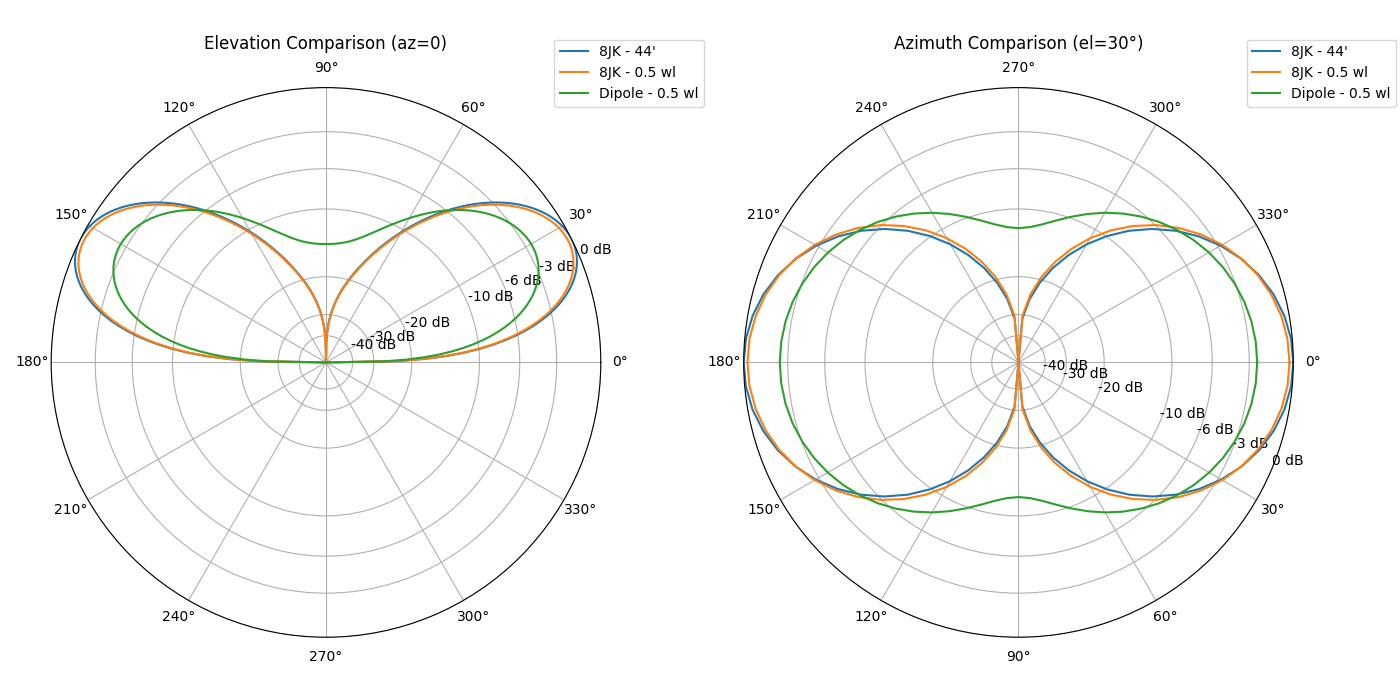 Elevation Comparison (az=0)
8JK - 44'
8JK - 0.5 wl
Dipole - 0.5 wl
90°
120°
60°
150°
30°
0 dB
-3 dB
-6 dB
-10 dB
-20 dB
-30 dB
-40 dB
180°
0°
210°
330°
240°
300°
270°
Azimuth Comparison (el=30°)
8JK - 44'
8JK - 0.5 wl
Dipole - 0.5 wl
270°
240°
300°
210°
330°
180°
0°
-40 dB
-30 dB
-20 dB
-10 dB
-6 dB
-3 dB
0 dB
150°
30°
120°
60°
90°